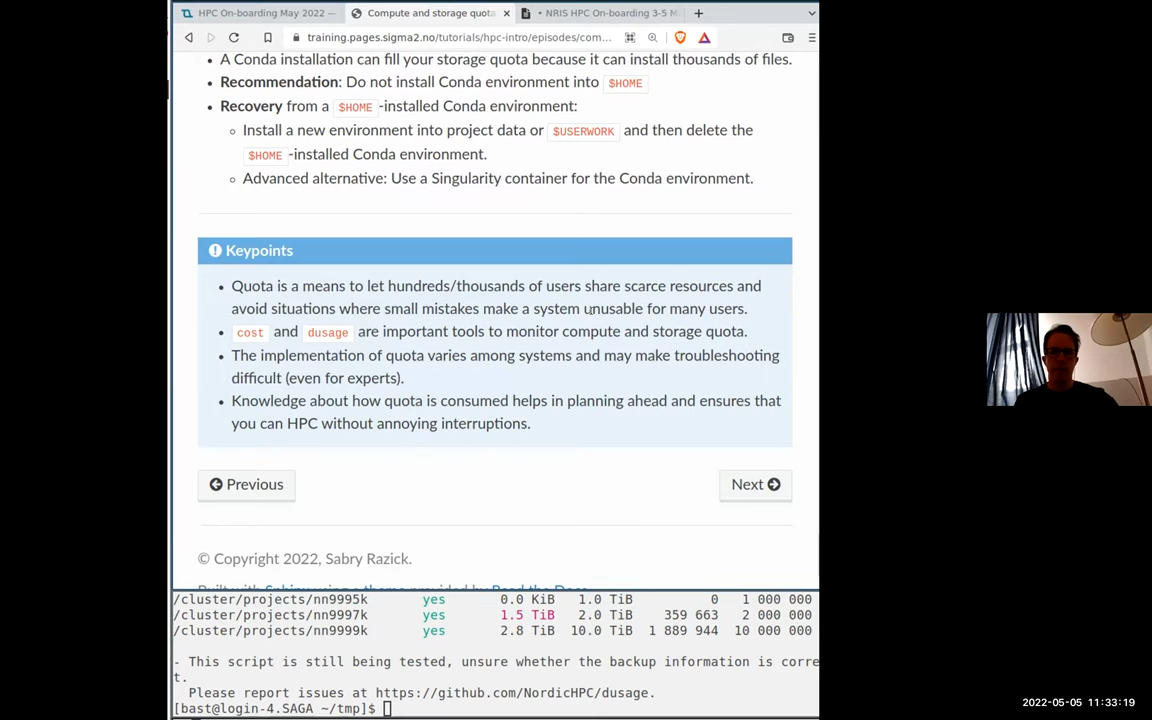 HPC On-boarding May 2022 —
Compute and storage quota
• NRIS HPC On-boarding 3-5 M
training.pages.sigma2.no/tutorials/hpc-intro/episodes/com...
• A Conda installation can fill your storage quota because it can install thousands of files.
• Recommendation: Do not install Conda environment into $HOME
• Recovery from a $HOME-installed Conda environment:
Install a new environment into project data or $USERWORK and then delete the
$HOME-installed Conda environment.
Advanced alternative: Use a Singularity container for the Conda environment.
Keypoints
• Quota is a means to let hundreds/thousands of users share scarce resources and
avoid situations where small mistakes make a system unusable for many users.
• cost and dusage are important tools to monitor compute and storage quota.
• The implementation of quota varies among systems and may make troubleshooting
difficult (even for experts).
• Knowledge about how quota is consumed helps in planning ahead and ensures that
you can HPC without annoying interruptions.
Previous
Next
© Copyright 2022, Sabry Razick.
Built with Sphinx using a theme provided by Read the Docs
/cluster/projects/nn9995k yes 0.0 KiB 1.0 TiB 0 1 000 000
/cluster/projects/nn9997k yes 1.5 TiB 2.0 TiB 359 663 2 000 000
/cluster/projects/nn9999k yes 2.8 TiB 10.0 TiB 1 889 944 10 000 000
- This script is still being tested, unsure whether the backup information is corre
t.
Please report issues at https://github.com/NordicHPC/dusage.
[bast@login-4.SAGA ~/tmp]$
2022-05-05 11:33:19